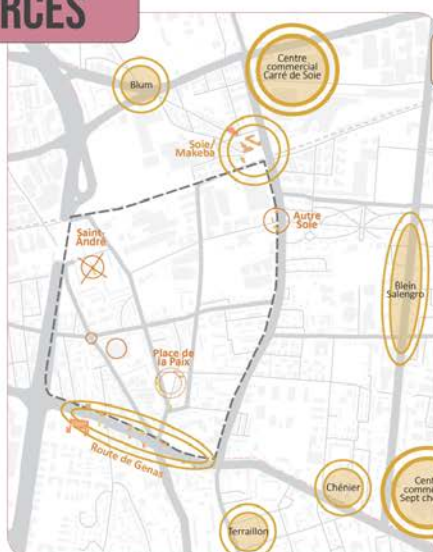 RCES
Blum
Centre
commercial
Carré de Soie
Soie/
Makeba
Autre
Soie
Saint-
André
Blein
Salengro
Place de
la Paix
Route de Genas
Chénier
Terraillon
Cent
comme
Sept che